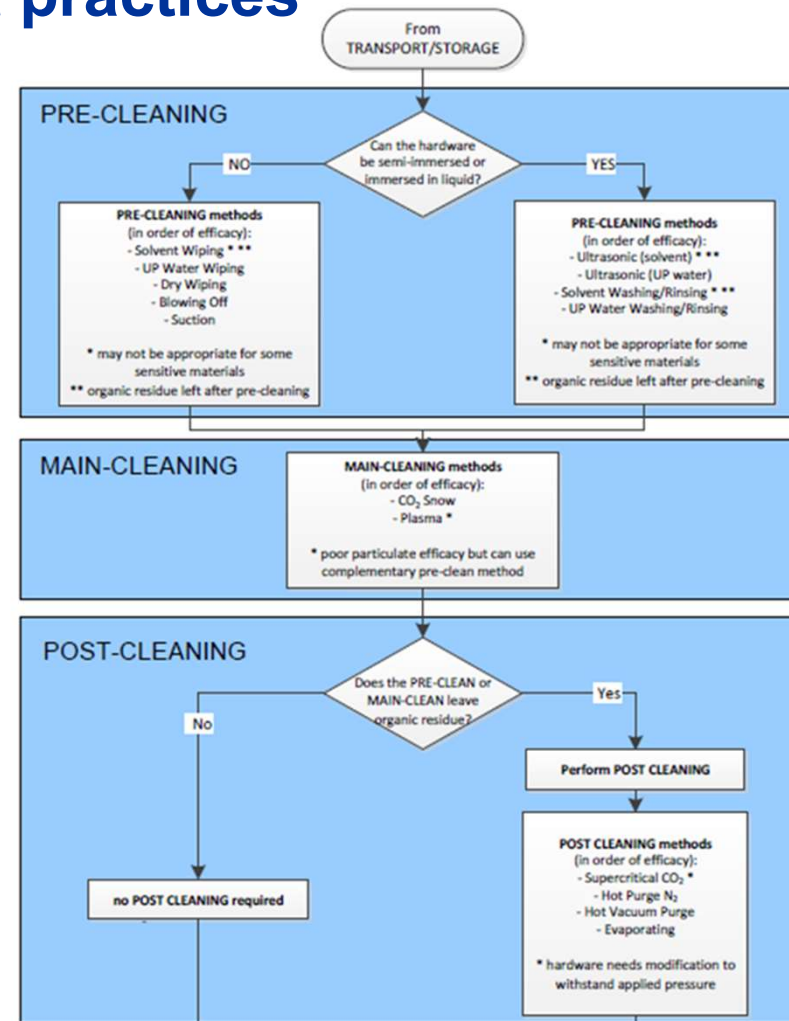 practices
From
TRANSPORT/STORAGE
PRE-CLEANING
Can the hardware
be semi-immersed or
immersed in liquid?
NO
YES
PRE-CLEANING methods
(in order of efficacy):
- Solvent Wiping * **
- UP Water Wiping
- Dry Wiping
- Blowing Off
- Suction
* may not be appropriate for some
sensitive materials
** organic residue left after pre-cleaning
PRE-CLEANING methods
(in order of efficacy):
- Ultrasonic (solvent) * **
- Ultrasonic (UP water)
- Solvent Washing/Rinsing * **
- UP Water Washing/Rinsing
* may not be appropriate for some
sensitive materials
** organic residue left after pre-cleaning
MAIN-CLEANING
MAIN-CLEANING methods
(in order of efficacy):
- CO₂ Snow
- Plasma *
* poor particulate efficacy but can use
complementary pre-clean method
POST-CLEANING
Does the PRE-CLEAN or
MAIN-CLEAN leave
organic residue?
No
Yes
Perform POST CLEANING
no POST CLEANING required
POST CLEANING methods
(in order of efficacy):
- Supercritical CO₂ *
- Hot Purge N₂
- Hot Vacuum Purge
- Evaporating
* hardware needs modification to
withstand applied pressure